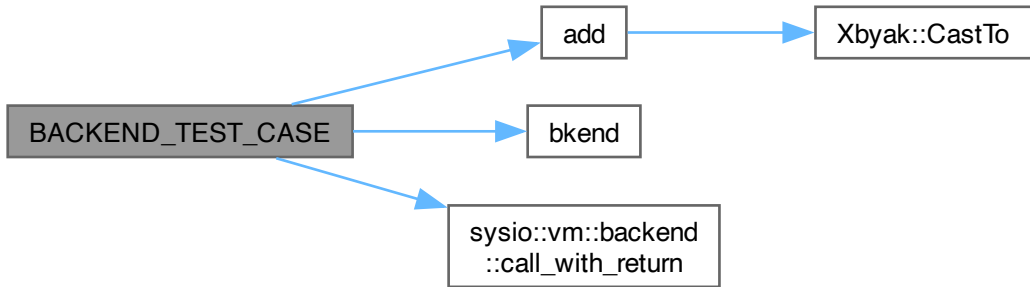 add
Xbyak::CastTo
BACKEND_TEST_CASE
bkend
sysio::vm::backend
::call_with_return